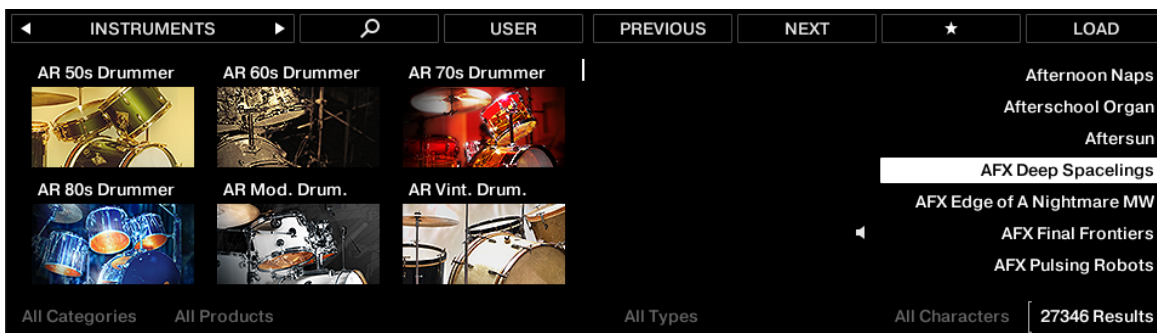 INSTRUMENTS USER PREVIOUS NEXT LOAD
AR 50s Drummer AR 60s Drummer AR 70s Drummer
AR 80s Drummer AR Mod. Drum. AR Vint. Drum.
Afternoon Naps
Afterschool Organ
Aftersun
AFX Deep Spacelings
AFX Edge of A Nightmare MW
AFX Final Frontiers
AFX Pulsing Robots
All Categories All Products All Types All Characters 27346 Results